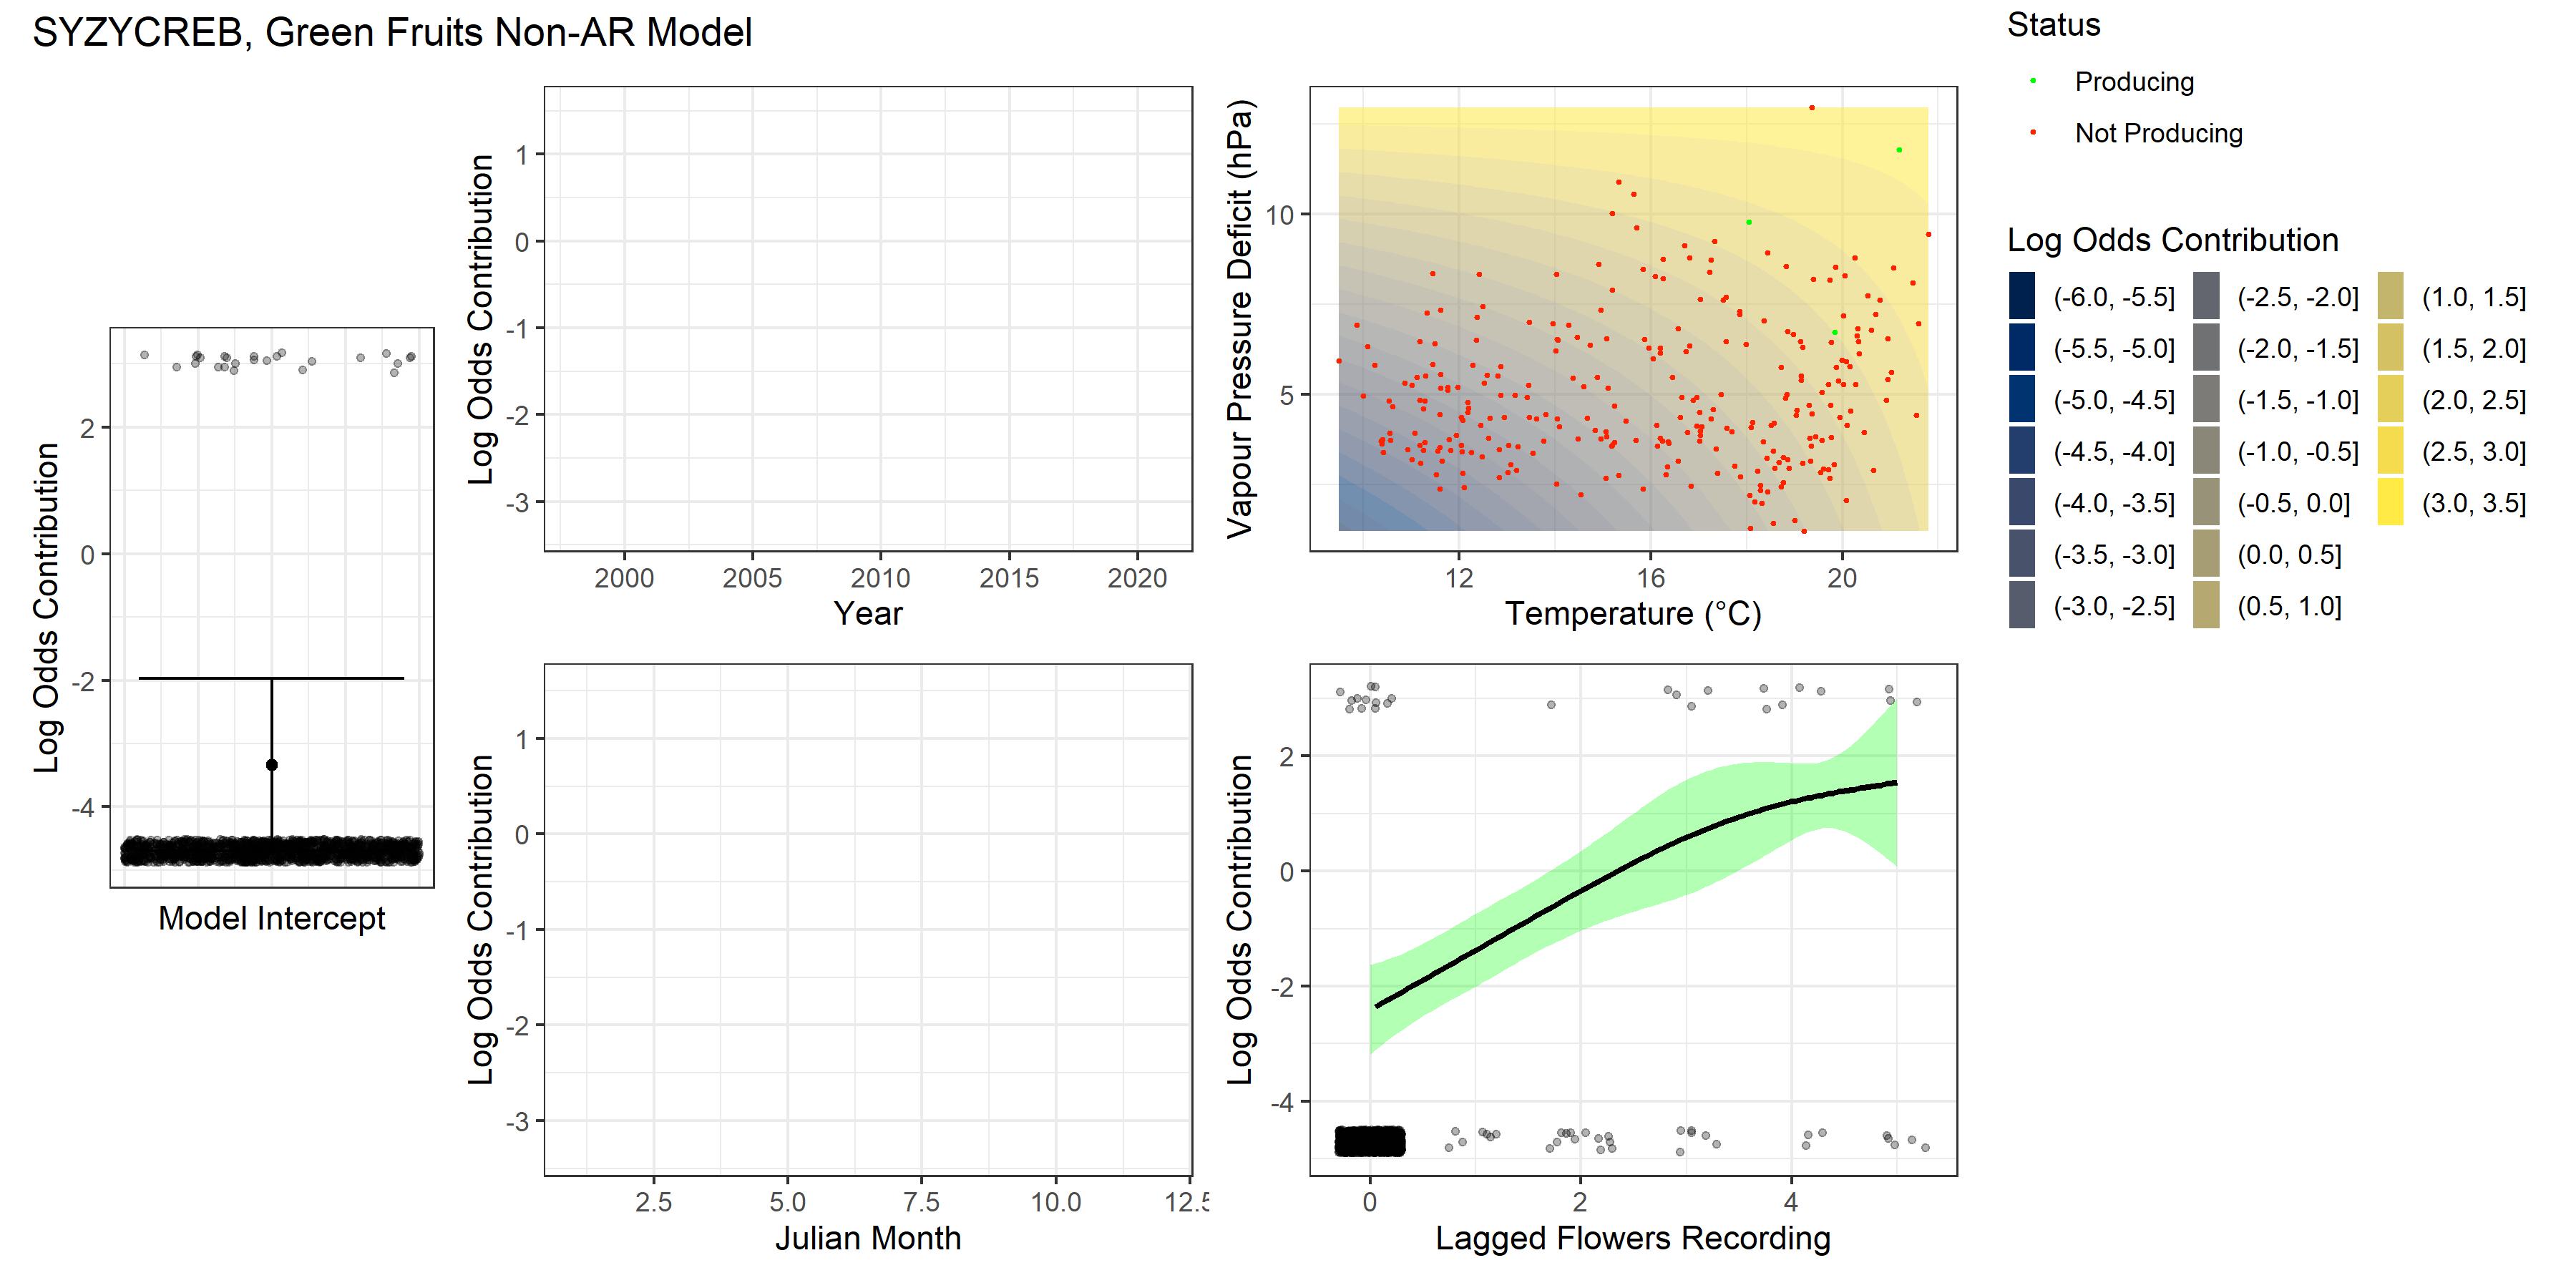 SYZYCREB, Green Fruits Non-AR Model
Log Odds Contribution
2
0
-2
-4
Model Intercept
Log Odds Contribution
1
0
-1
-2
-3
2000 2005 2010 2015 2020
Year
Vapour Pressure Deficit (hPa)
10
5
12 16 20
Temperature (°C)
Log Odds Contribution
1
0
-1
-2
-3
2.5 5.0 7.5 10.0 12.5
Julian Month
Log Odds Contribution
2
0
-2
-4
0 2 4
Lagged Flowers Recording
Status
Producing
Not Producing
Log Odds Contribution
(-6.0, -5.5] (-2.5, -2.0] (1.0, 1.5]
(-5.5, -5.0] (-2.0, -1.5] (1.5, 2.0]
(-5.0, -4.5] (-1.5, -1.0] (2.0, 2.5]
(-4.5, -4.0] (-1.0, -0.5] (2.5, 3.0]
(-4.0, -3.5] (-0.5, 0.0] (3.0, 3.5]
(-3.5, -3.0] (0.0, 0.5]
(-3.0, -2.5] (0.5, 1.0]